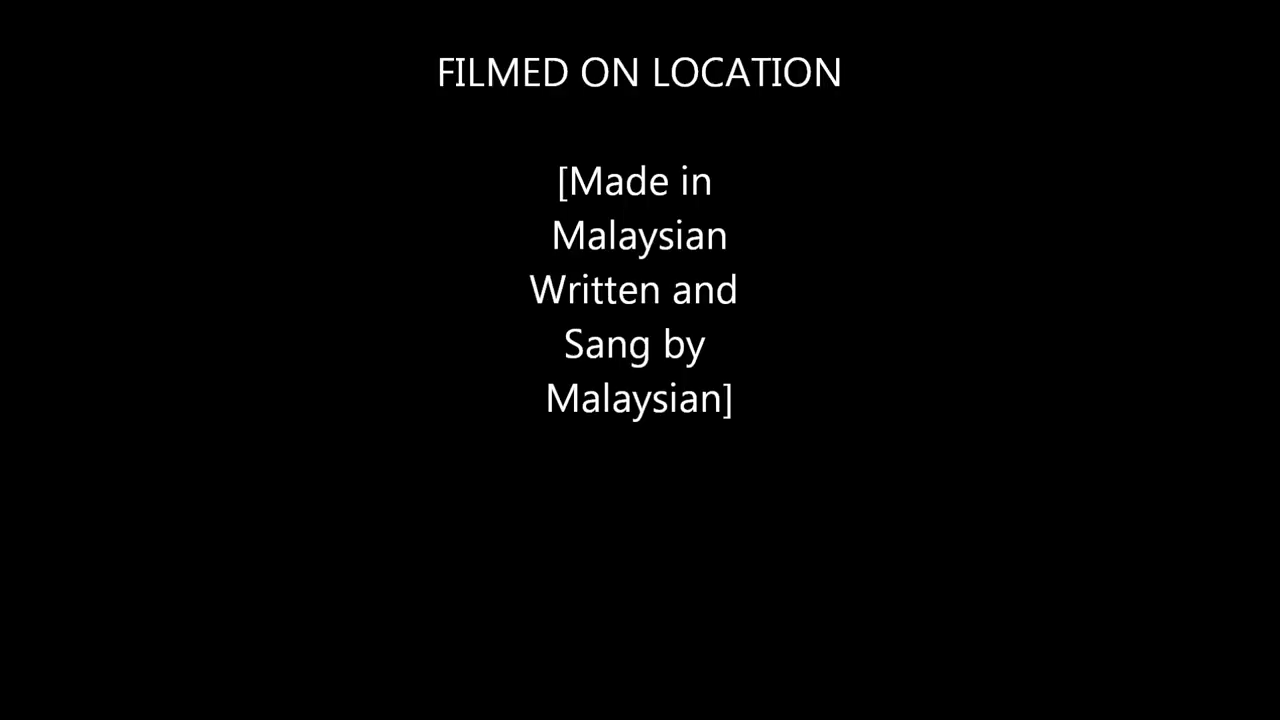 FILMED ON LOCATION
[Made in
Malaysian
Written and
Sang by
Malaysian]